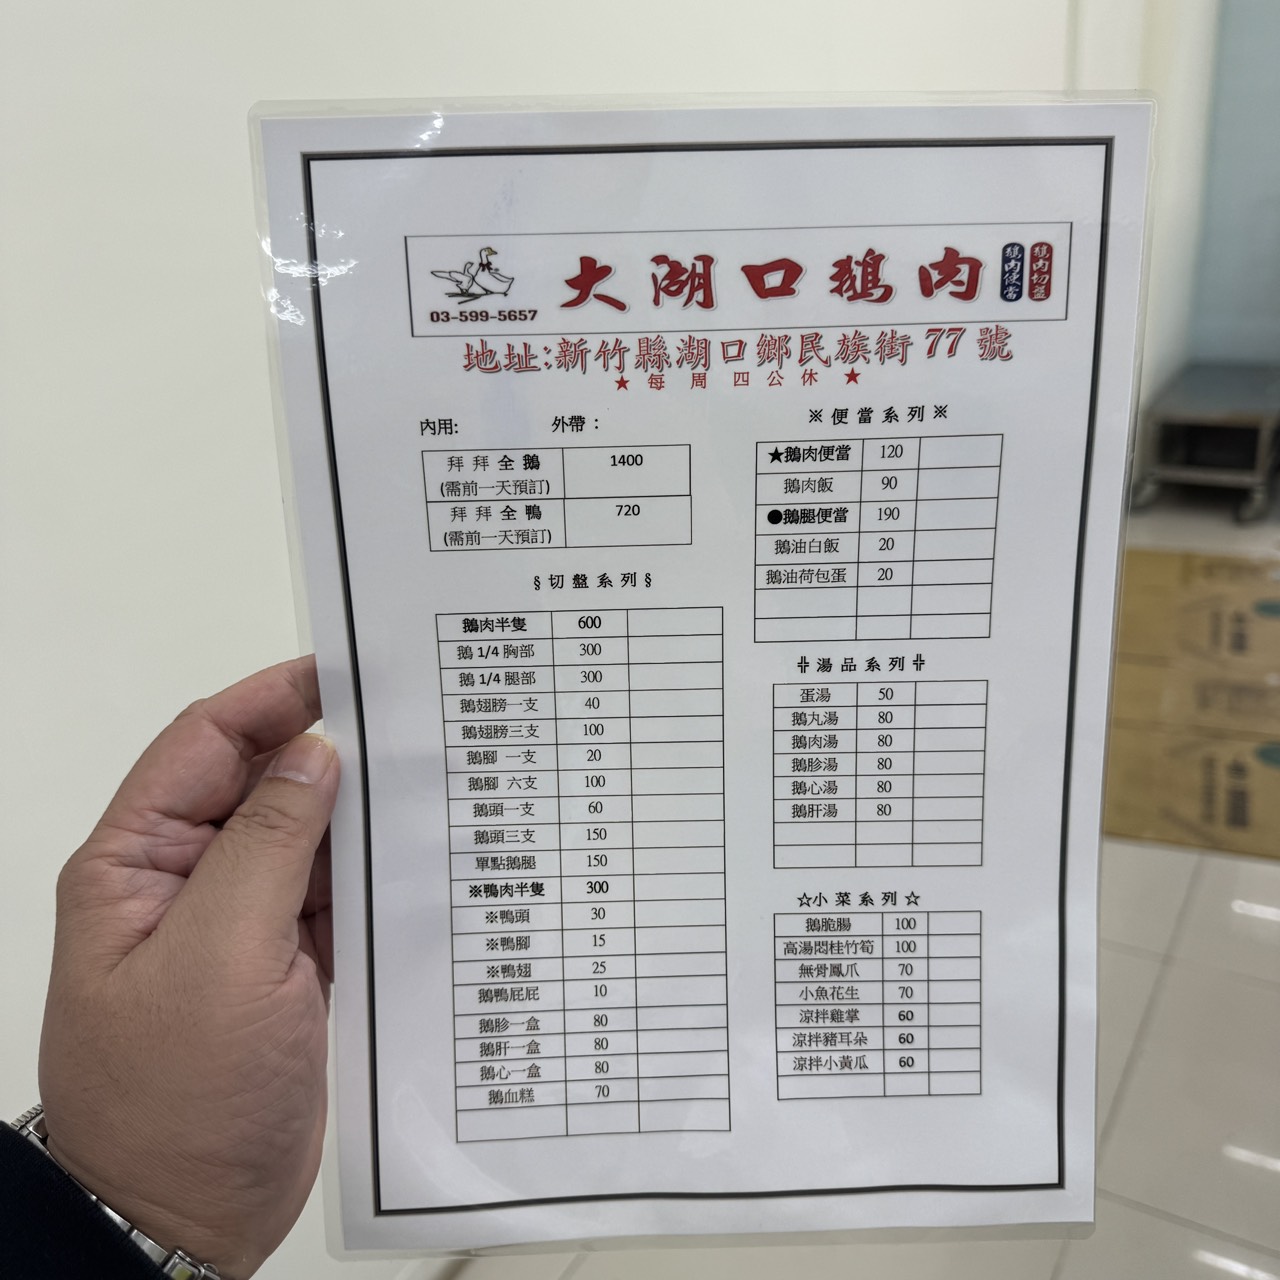 大湖口鵝肉
鵝肉便當
鵝肉切盤
03-599-5657
地址:新竹縣湖口鄉民族街 77 號
★ 每周四公休 ★
內用: 外帶：
拜拜全鵝 1400
(需前一天預訂)
拜拜全鴨 720
(需前一天預訂)
§切盤系列§
鵝肉半隻 600
鵝 1/4 胸部 300
鵝 1/4 腿部 300
鵝翅膀一支 40
鵝翅膀三支 100
鵝腳 一支 20
鵝腳 六支 100
鵝頭一支 60
鵝頭三支 150
單點鵝腿 150
※鴨肉半隻 300
※鴨頭 30
※鴨腳 15
※鴨翅 25
鵝鴨屁屁 10
鵝胗一盒 80
鵝肝一盒 80
鵝心一盒 80
鵝血糕 70
※便當系列※
★鵝肉便當 120
鵝肉飯 90
●鵝腿便當 190
鵝油白飯 20
鵝油荷包蛋 20
╬湯品系列╬
蛋湯 50
鵝丸湯 80
鵝肉湯 80
鵝胗湯 80
鵝心湯 80
鵝肝湯 80
☆小菜系列☆
鵝脆腸 100
高湯悶桂竹筍 100
無骨鳳爪 70
小魚花生 70
涼拌雞掌 60
涼拌豬耳朵 60
涼拌小黃瓜 60